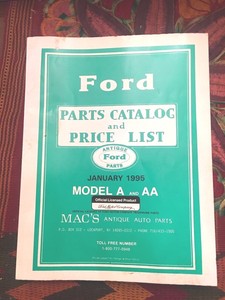 Ford
PARTS CATALOG
and
PRICE LIST
ANTIQUE
Ford
PARTS
JANUARY 1995
MODEL A AND AA
Official Licensed Product
MAC'S ANTIQUE AUTO PARTS
TOLL FREE NUMBER